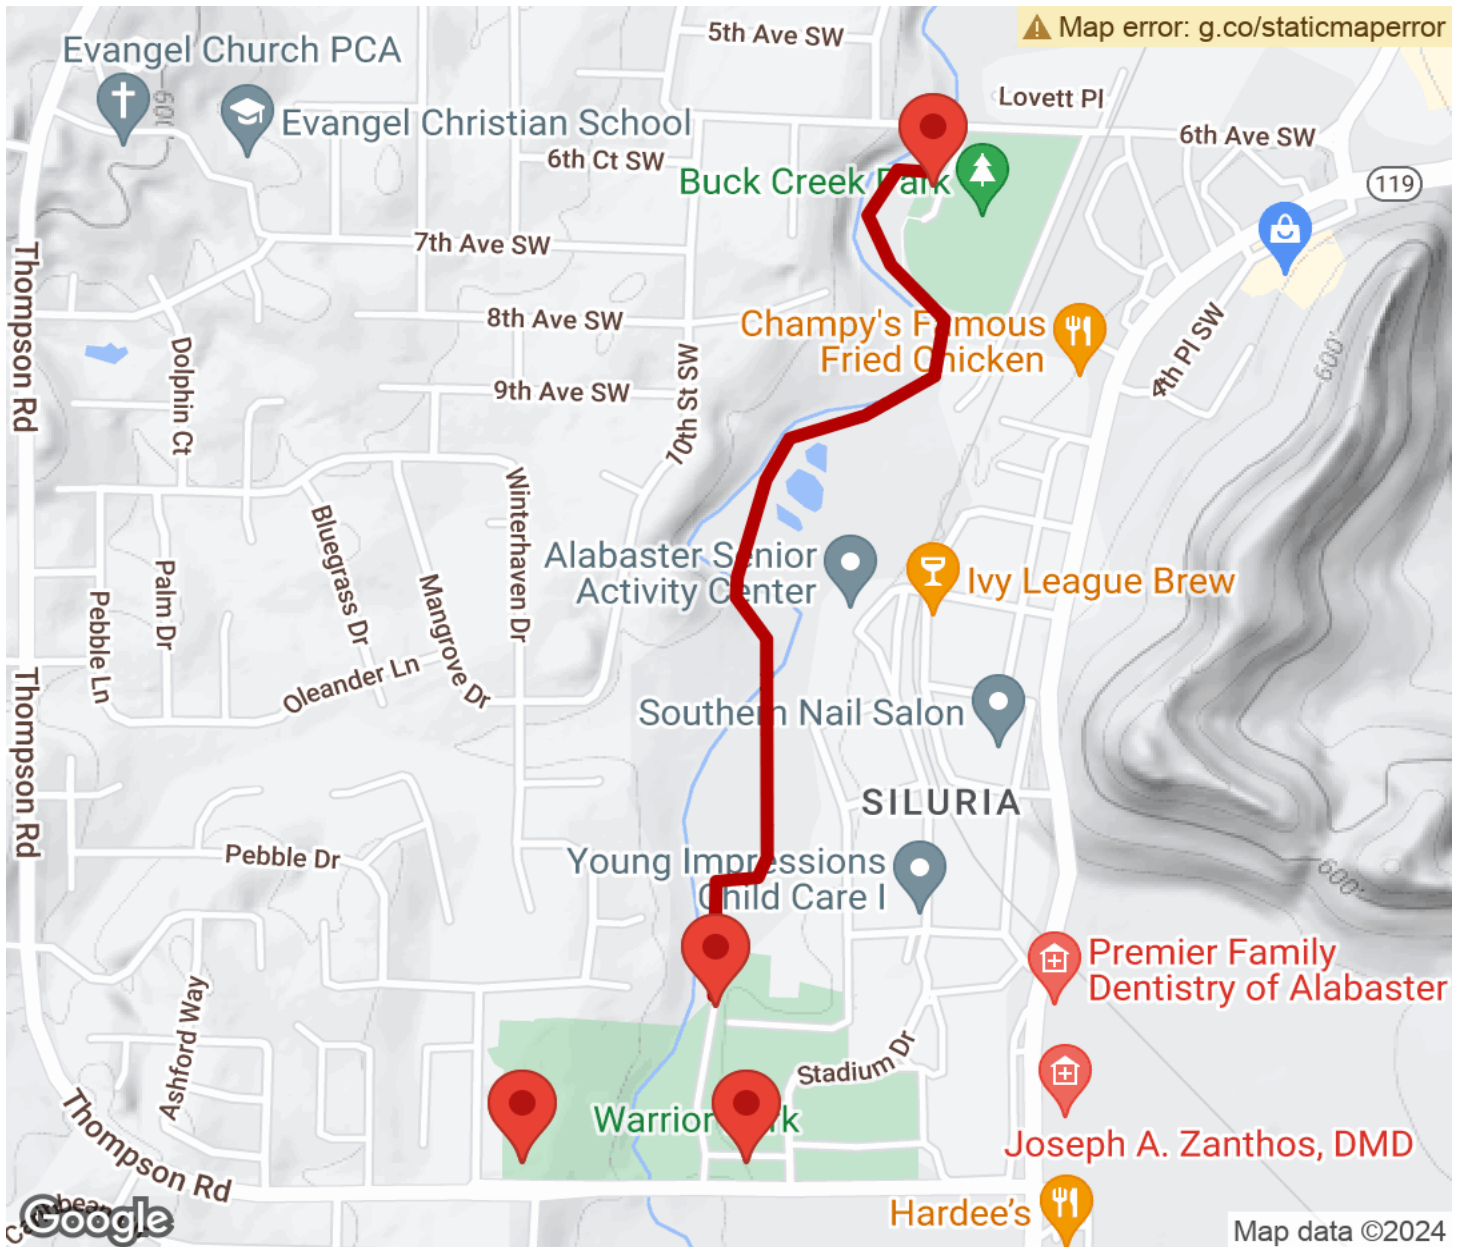 5th Ave SW
Map error: g.co/staticmaperror
Evangel Church PCA
Lovett Pl
600'
Evangel Christian School
6th Ave SW
6th Ct SW
Buck Creek Park
119
7th Ave SW
Thompson Rd
8th Ave SW
Champy's Famous
Fried Chicken
4th Pl SW
600'
Dolphin Ct
9th Ave SW
10th St SW
Winterhaven Dr
Bluegrass Dr
Alabaster Senior
Activity Center
Ivy League Brew
Palm Dr
Pebble Ln
Mangrove Dr
Oleander Ln
Thompson Rd
Southern Nail Salon
SILURIA
Pebble Dr
Young Impressions
Child Care I
600'
Premier Family
Dentistry of Alabaster
Ashford Way
Stadium Dr
Warrior Park
Joseph A. Zanthos, DMD
Thompson Rd
Hardee's
Google
Map data ©2024